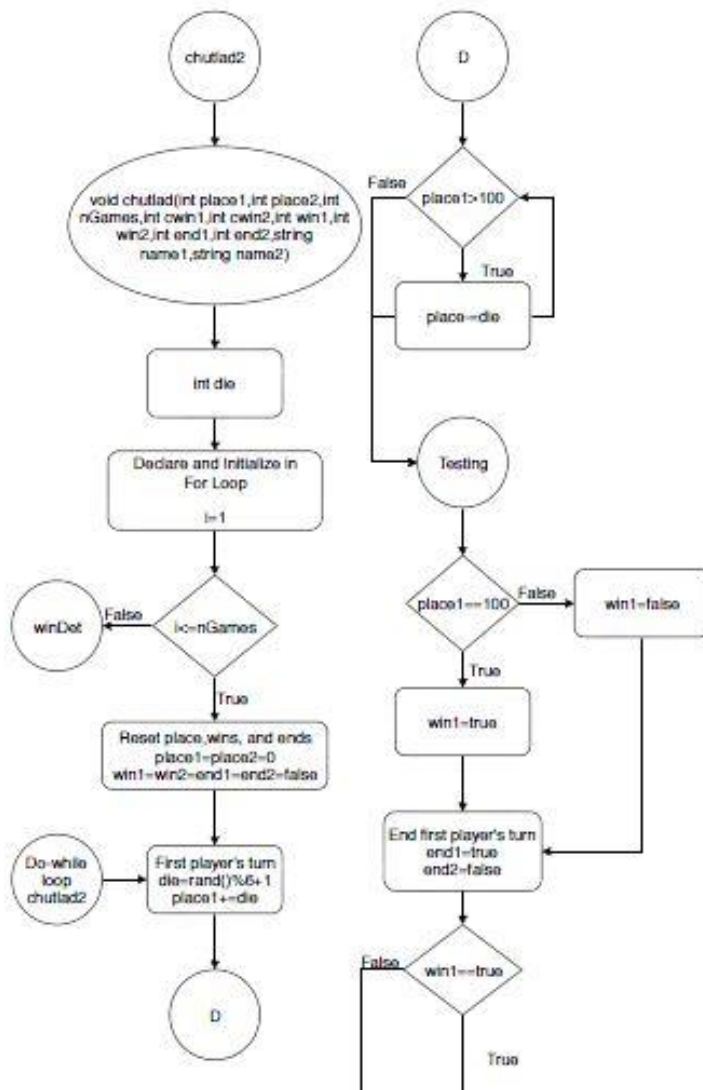 chutlad2
void chutlad(int place1,int place2,int
nGames,int cwin1,int cwin2,int win1,int
win2,int end1,int end2,string
name1,string name2)
int die
Declare and Initialize in
For Loop
i=1
i<=nGames
False
winDet
True
Reset place,wins, and ends
place1=place2=0
win1=win2=end1=end2=false
Do-while
loop
chutlad2
First player's turn
die=rand()%6+1
place1+=die
D
D
place1>100
False
True
place-=die
Testing
place1==100
False
win1=false
True
win1=true
End first player's turn
end1=true
end2=false
win1==true
False
True